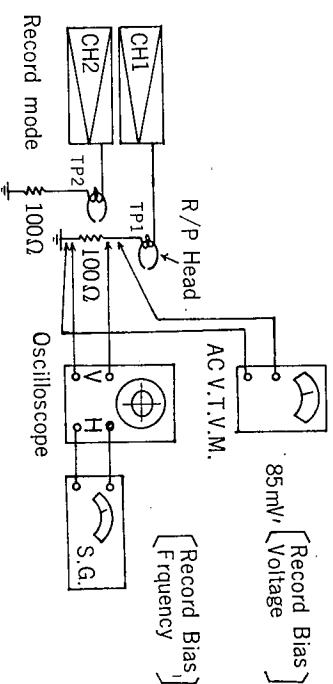 CH1
CH2
Record mode
R/P Head
TP1
TP2
100Ω
100Ω
AC V.T.V.M.
85mV
[Record Bias
Voltage]
V
H
Oscilloscope
S.G.
[Record Bias
Frquency]